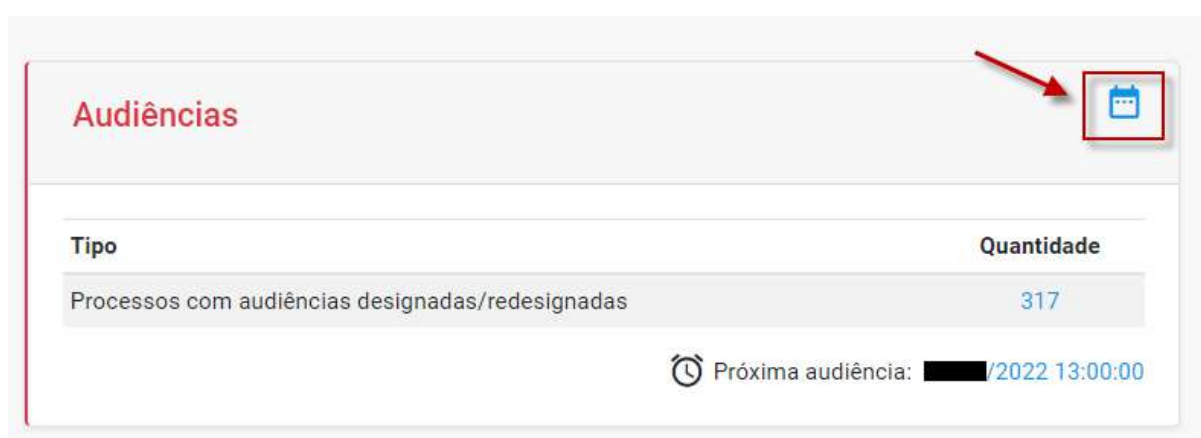 Audiências
Tipo Quantidade
Processos com audiências designadas/redesignadas 317
Próxima audiência: /2022 13:00:00